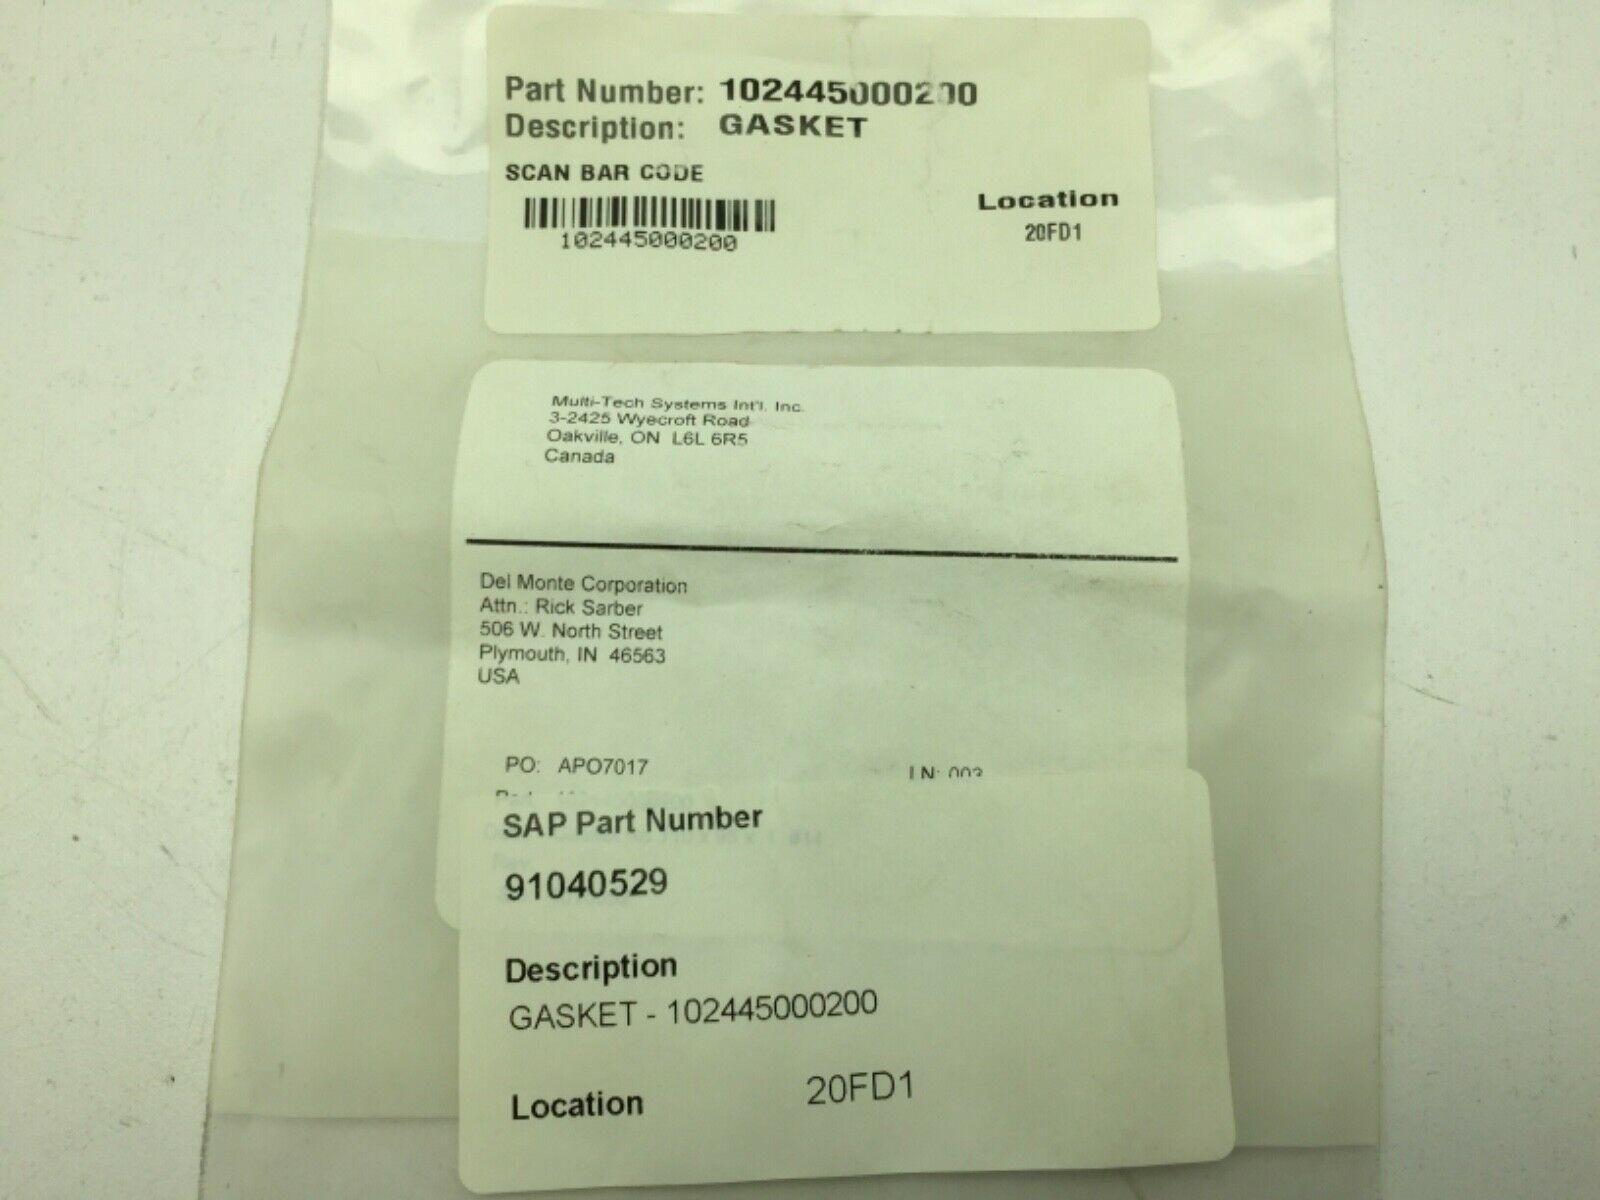 Part Number: 102445000200
Description: GASKET
SCAN BAR CODE
102445000200
Location
20FD1
Multi-Tech Systems Int'l. Inc.
3-2425 Wyecroft Road
Oakville, ON L6L 6R5
Canada
Del Monte Corporation
Attn.: Rick Sarber
506 W. North Street
Plymouth, IN 46563
USA
PO: APO7017
LN: 003
SAP Part Number
91040529
Description
GASKET - 102445000200
Location 20FD1